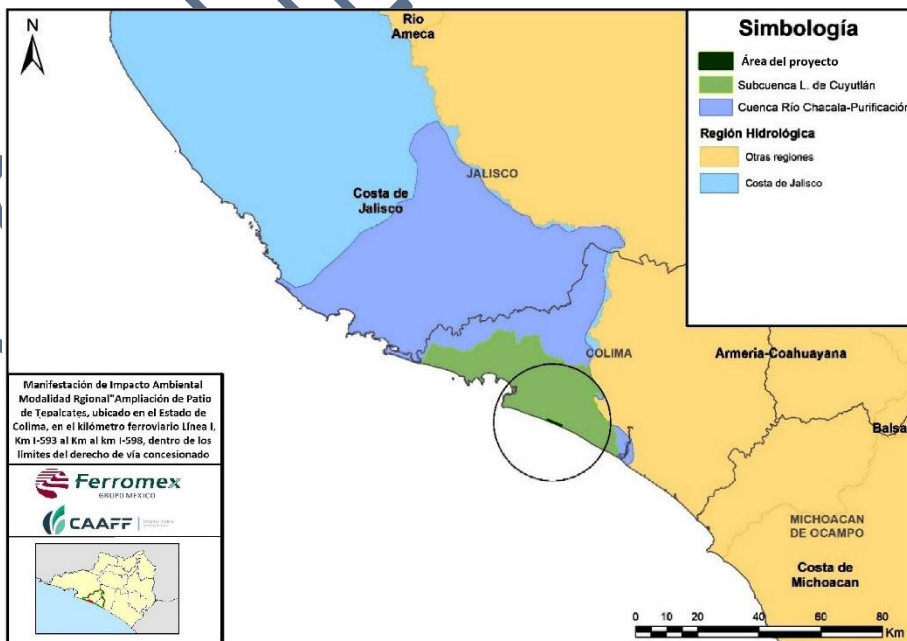 N
Rio
Ameca
JALISCO
Costa de
Jalisco
COLIMA
Armeria-Coahuayana
Balsa
MICHOACAN
DE OCAMPO
Costa de
Michoacan
Simbología
Área del proyecto
Subcuenca L. de Cuyutlán
Cuenca Río Chacala-Purificación
Región Hidrológica
Otras regiones
Costa de Jalisco
Manifestación de Impacto Ambiental
Modalidad Rgional"Ampliación de Patio
de Tepalcates, ubicado en el Estado de
Colima, en el kilómetro ferroviario Línea I,
Km I-593 al Km al km I-598, dentro de los
límites del derecho de vía concesionado
Ferromex
GRUPO MEXICO
CAAFF
0 10 20 40 60 80
Km